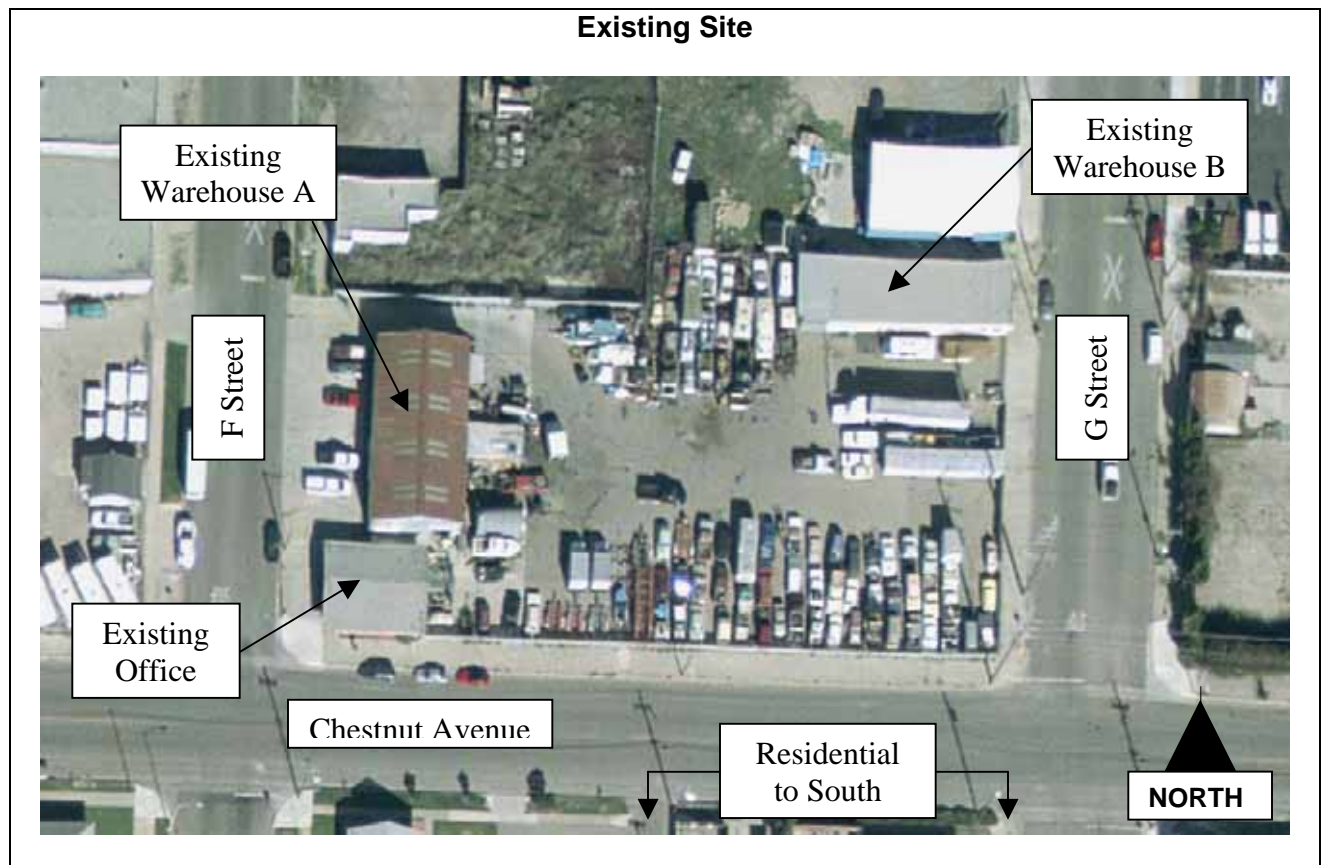 Existing Site
Existing
Warehouse A
Existing
Warehouse B
F Street
G Street
Existing
Office
Chestnut Avenue
Residential
to South
NORTH